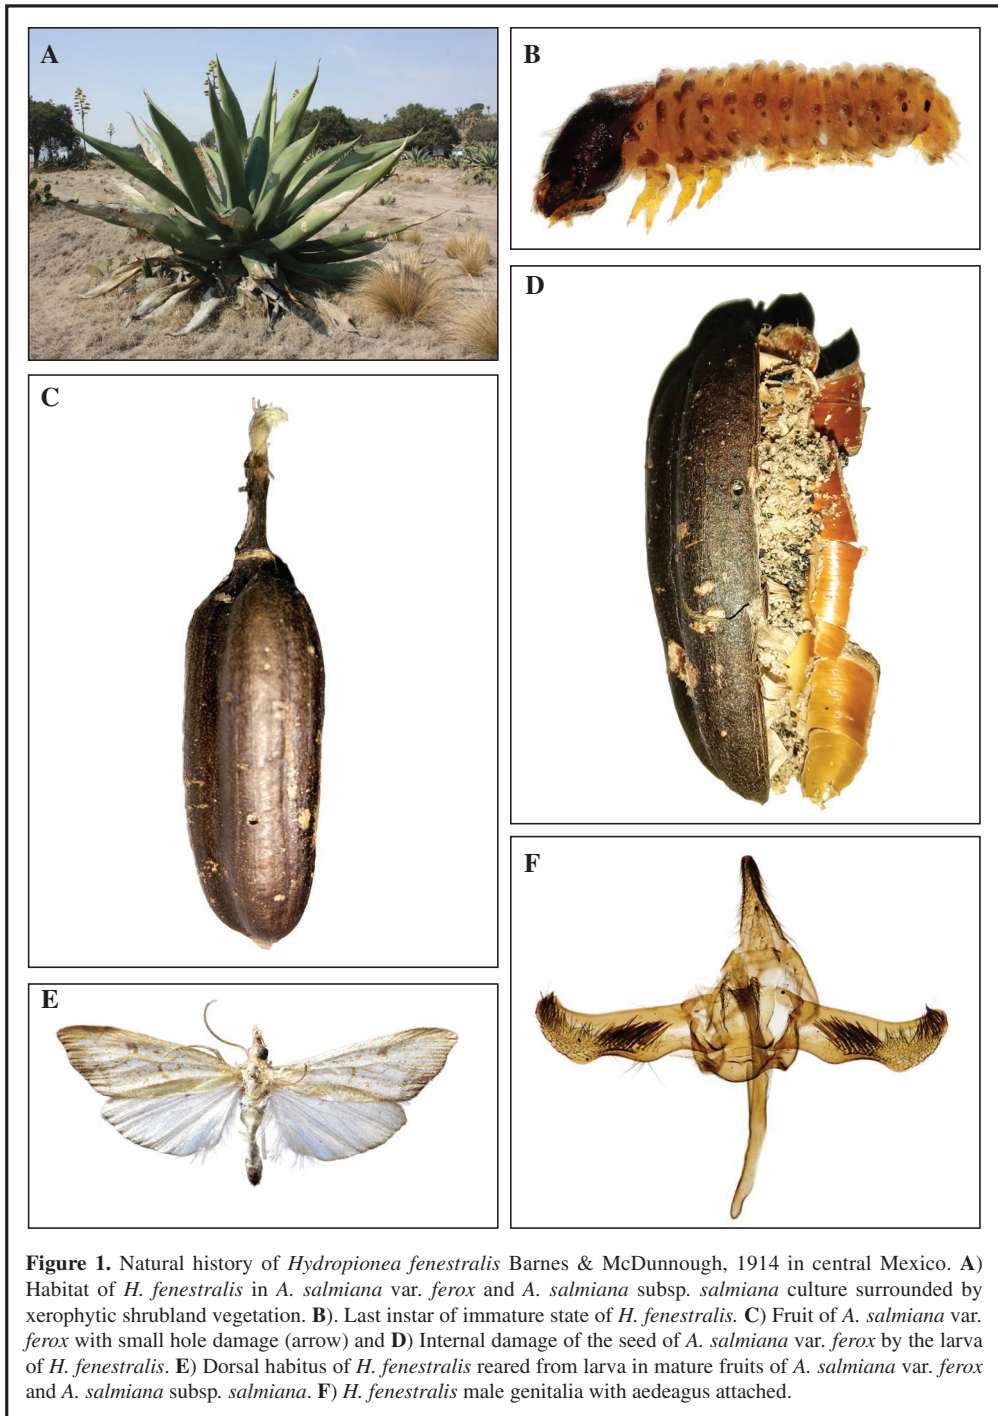 A
B
D
C
F
E
Figure 1. Natural history of Hydropionea fenestralis Barnes & McDunnough, 1914 in central Mexico. A)
Habitat of H. fenestralis in A. salmiana var. ferox and A. salmiana subsp. salmiana culture surrounded by
xerophytic shrubland vegetation. B). Last instar of immature state of H. fenestralis. C) Fruit of A. salmiana var.
ferox with small hole damage (arrow) and D) Internal damage of the seed of A. salmiana var. ferox by the larva
of H. fenestralis. E) Dorsal habitus of H. fenestralis reared from larva in mature fruits of A. salmiana var. ferox
and A. salmiana subsp. salmiana. F) H. fenestralis male genitalia with aedeagus attached.